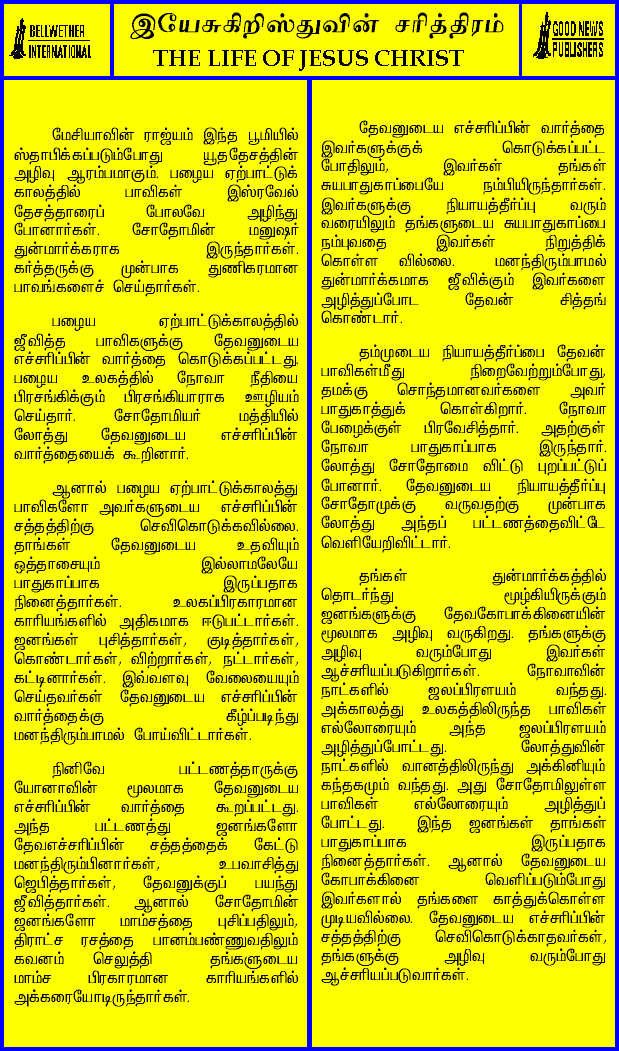 BELLWETHER
INTERNATIONAL
இயேசுகிறிஸ்துவின் சரித்திரம்
THE LIFE OF JESUS CHRIST
GOOD NEWS
PUBLISHERS
மேசியாவின் ராஜ்யம் இந்த பூமியில்
ஸ்தாபிக்கப்படும்போது யூததேசத்தின்
அழிவு ஆரம்பமாகும். பழைய ஏற்பாட்டுக்
காலத்தில் பாவிகள் இஸ்ரவேல்
தேசத்தாரைப் போலவே அழிந்து
போனார்கள். சோதோமின் மனுஷர்
துன்மார்க்கராக இருந்தார்கள்.
கர்த்தருக்கு முன்பாக துணிகரமான
பாவங்களைச் செய்தார்கள்.
பழைய ஏற்பாட்டுக்காலத்தில்
ஜீவித்த பாவிகளுக்கு தேவனுடைய
எச்சரிப்பின் வார்த்தை கொடுக்கப்பட்டது.
பழைய உலகத்தில் நோவா நீதியை
பிரசங்கிக்கும் பிரசங்கியாராக ஊழியம்
செய்தார். சோதோமியர் மத்தியில்
லோத்து தேவனுடைய எச்சரிப்பின்
வார்த்தையைக் கூறினார்.
ஆனால் பழைய ஏற்பாட்டுக்காலத்து
பாவிகளோ அவர்களுடைய எச்சரிப்பின்
சத்தத்திற்கு செவிகொடுக்கவில்லை.
தாங்கள் தேவனுடைய உதவியும்
ஒத்தாசையும் இல்லாமலேயே
பாதுகாப்பாக இருப்பதாக
நினைத்தார்கள். உலகப்பிரகாரமான
காரியங்களில் அதிகமாக ஈடுபட்டார்கள்.
ஜனங்கள் புசித்தார்கள், குடித்தார்கள்,
கொண்டார்கள், விற்றார்கள், நட்டார்கள்,
கட்டினார்கள். இவ்வளவு வேலையையும்
செய்தவர்கள் தேவனுடைய எச்சரிப்பின்
வார்த்தைக்கு கீழ்ப்படிந்து
மனந்திரும்பாமல் போய்விட்டார்கள்.
நினிவே பட்டணத்தாருக்கு
யோனாவின் மூலமாக தேவனுடைய
எச்சரிப்பின் வார்த்தை கூறப்பட்டது.
அந்த பட்டணத்து ஜனங்களோ
தேவஎச்சரிப்பின் சத்தத்தைக் கேட்டு
மனந்திரும்பினார்கள், உபவாசித்து
ஜெபித்தார்கள், தேவனுக்குப் பயந்து
ஜீவித்தார்கள். ஆனால் சோதோமின்
ஜனங்களோ மாம்சத்தை புசிப்பதிலும்,
திராட்ச ரசத்தை பானம்பண்ணுவதிலும்
கவனம் செலுத்தி தங்களுடைய
மாம்ச பிரகாரமான காரியங்களில்
அக்கரையோடிருந்தார்கள்.
தேவனுடைய எச்சரிப்பின் வார்த்தை
இவர்களுக்குக் கொடுக்கப்பட்ட
போதிலும், இவர்கள் தங்கள்
சுயபாதுகாப்பையே நம்பியிருந்தார்கள்.
இவர்களுக்கு நியாயத்தீர்ப்பு வரும்
வரையிலும் தங்களுடைய சுயபாதுகாப்பை
நம்புவதை இவர்கள் நிறுத்திக்
கொள்ள வில்லை. மனந்திரும்பாமல்
துன்மார்க்கமாக ஜீவிக்கும் இவர்களை
அழித்துப்போட தேவன் சித்தங்
கொண்டார்.
தம்முடைய நியாயத்தீர்ப்பை தேவன்
பாவிகள்மீது நிறைவேற்றும்போது,
தமக்கு சொந்தமானவர்களை அவர்
பாதுகாத்துக் கொள்கிறார். நோவா
பேழைக்குள் பிரவேசித்தார். அதற்குள்
நோவா பாதுகாப்பாக இருந்தார்.
லோத்து சோதோமை விட்டு புறப்பட்டுப்
போனார். தேவனுடைய நியாயத்தீர்ப்பு
சோதோமுக்கு வருவதற்கு முன்பாக
லோத்து அந்தப் பட்டணத்தைவிட்டே
வெளியேறிவிட்டார்.
தங்கள் துன்மார்க்கத்தில்
தொடர்ந்து மூழ்கியிருக்கும்
ஜனங்களுக்கு தேவகோபாக்கினையின்
மூலமாக அழிவு வருகிறது. தங்களுக்கு
அழிவு வரும்போது இவர்கள்
ஆச்சரியப்படுகிறார்கள். நோவாவின்
நாட்களில் ஜலப்பிரளயம் வந்தது.
அக்காலத்து உலகத்திலிருந்த பாவிகள்
எல்லோரையும் அந்த ஜலப்பிரளயம்
அழித்துப்போட்டது. லோத்துவின்
நாட்களில் வானத்திலிருந்து அக்கினியும்
கந்தகமும் வந்தது. அது சோதோமிலுள்ள
பாவிகள் எல்லோரையும் அழித்துப்
போட்டது. இந்த ஜனங்கள் தாங்கள்
பாதுகாப்பாக இருப்பதாக
நினைத்தார்கள். ஆனால் தேவனுடைய
கோபாக்கினை வெளிப்படும்போது
இவர்களால் தங்களை காத்துக்கொள்ள
முடியவில்லை. தேவனுடைய எச்சரிப்பின்
சத்தத்திற்கு செவிகொடுக்காதவர்கள்,
தங்களுக்கு அழிவு வரும்போது
ஆச்சரியப்படுவார்கள்.